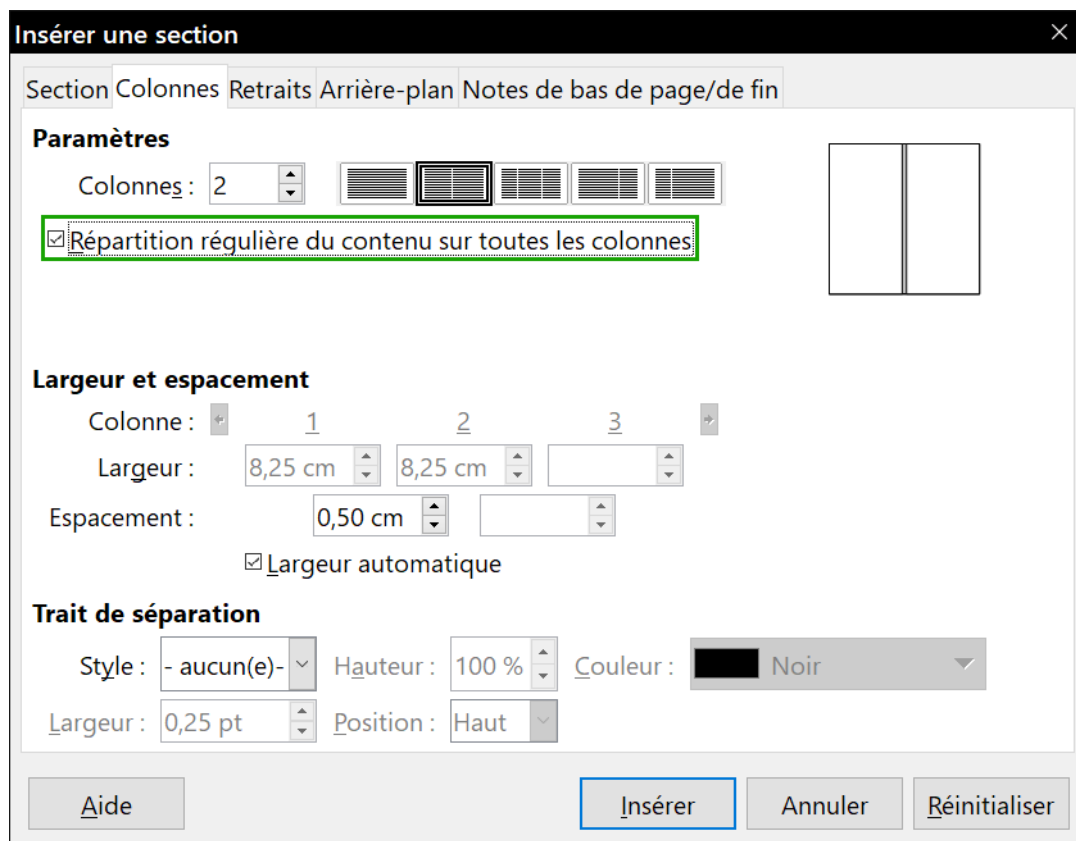 Insérer une section
Section Colonnes Retraits Arrière-plan Notes de bas de page/de fin
Paramètres
Colonnes : 2
Répartition régulière du contenu sur toutes les colonnes
Largeur et espacement
Colonne : 1 2 3
Largeur : 8,25 cm 8,25 cm
Espacement : 0,50 cm
Largeur automatique
Trait de séparation
Style : - aucun(e)- Hauteur : 100 % Couleur : Noir
Largeur : 0,25 pt Position : Haut
Aide Insérer Annuler Réinitialiser